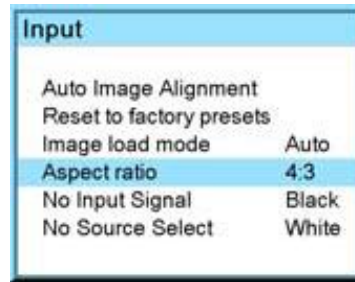 Input
Auto Image Alignment
Reset to factory presets
Image load mode Auto
Aspect ratio 4:3
No Input Signal Black
No Source Select White